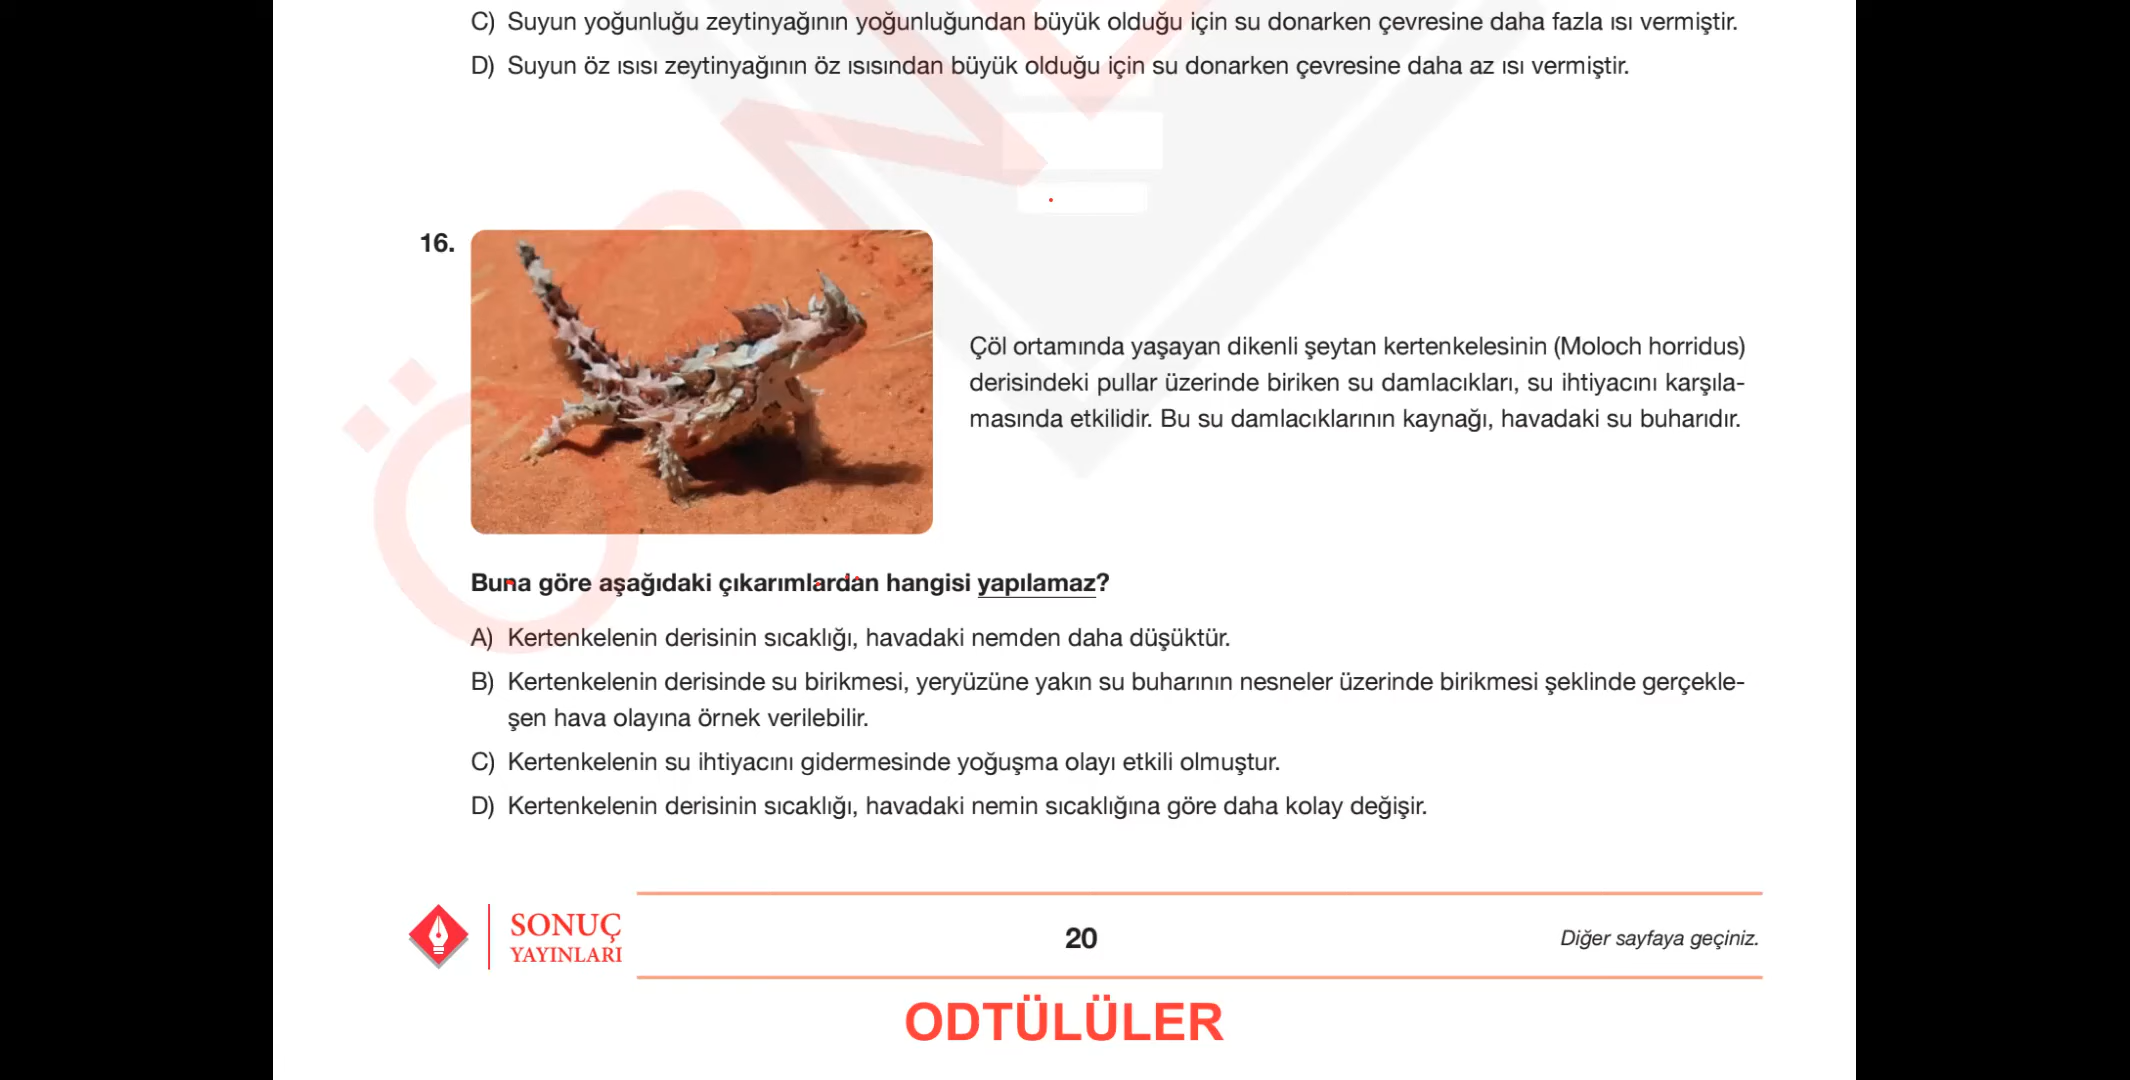 C) Suyun yoğunluğu zeytinyağının yoğunluğundan büyük olduğu için su donarken çevresine daha fazla ısı vermiştir.
D) Suyun öz ısısı zeytinyağının öz ısısından büyük olduğu için su donarken çevresine daha az ısı vermiştir.
16.
Çöl ortamında yaşayan dikenli şeytan kertenkelesinin (Moloch horridus)
derisindeki pullar üzerinde biriken su damlacıkları, su ihtiyacını karşıla-
masında etkilidir. Bu su damlacıklarının kaynağı, havadaki su buharıdır.
Buna göre aşağıdaki çıkarımlardan hangisi yapılamaz?
A) Kertenkelenin derisinin sıcaklığı, havadaki nemden daha düşüktür.
B) Kertenkelenin derisinde su birikmesi, yeryüzüne yakın su buharının nesneler üzerinde birikmesi şeklinde gerçekle-
şen hava olayına örnek verilebilir.
C) Kertenkelenin su ihtiyacını gidermesinde yoğuşma olayı etkili olmuştur.
D) Kertenkelenin derisinin sıcaklığı, havadaki nemin sıcaklığına göre daha kolay değişir.
SONUÇ
YAYINLARI
20
Diğer sayfaya geçiniz.
ODTÜLÜLER